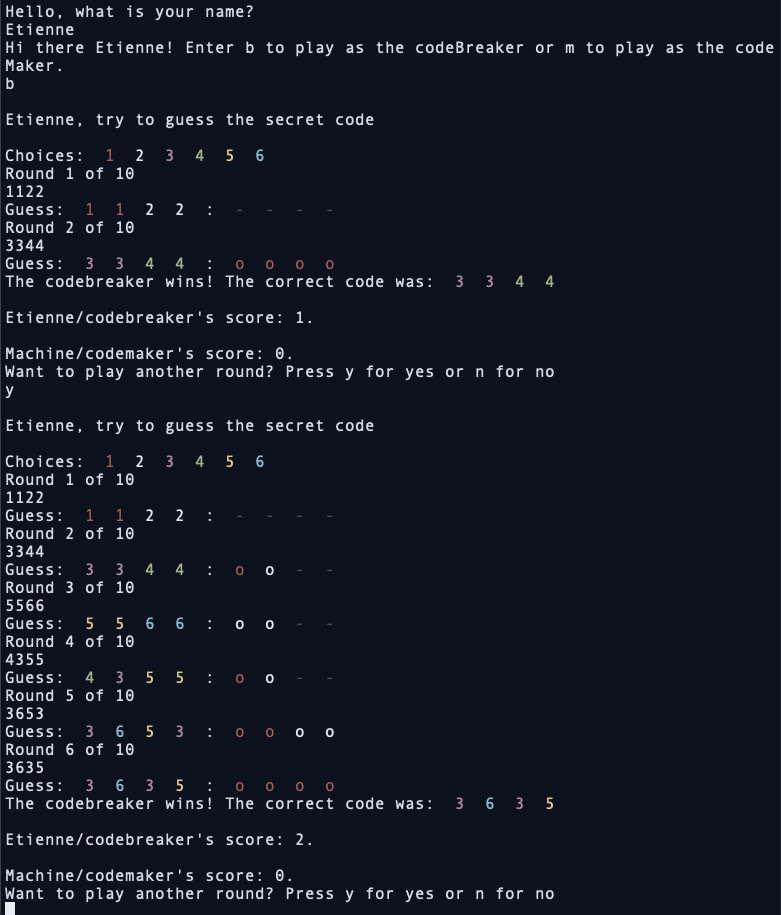 Hello, what is your name?
Etienne
Hi there Etienne! Enter b to play as the codeBreaker or m to play as the code
Maker.
b
Etienne, try to guess the secret code
Choices:  1  2  3  4  5  6
Round 1 of 10
1122
Guess:  1  1  2  2  :  -  -  -  -
Round 2 of 10
3344
Guess:  3  3  4  4  :  o  o  o  o
The codebreaker wins! The correct code was:  3  3  4  4
Etienne/codebreaker's score: 1.
Machine/codemaker's score: 0.
Want to play another round? Press y for yes or n for no
y
Etienne, try to guess the secret code
Choices:  1  2  3  4  5  6
Round 1 of 10
1122
Guess:  1  1  2  2  :  -  -  -  -
Round 2 of 10
3344
Guess:  3  3  4  4  :  o  o  -  -
Round 3 of 10
5566
Guess:  5  5  6  6  :  o  o  -  -
Round 4 of 10
4355
Guess:  4  3  5  5  :  o  o  -  -
Round 5 of 10
3653
Guess:  3  6  5  3  :  o  o  o  o
Round 6 of 10
3635
Guess:  3  6  3  5  :  o  o  o  o
The codebreaker wins! The correct code was:  3  6  3  5
Etienne/codebreaker's score: 2.
Machine/codemaker's score: 0.
Want to play another round? Press y for yes or n for no